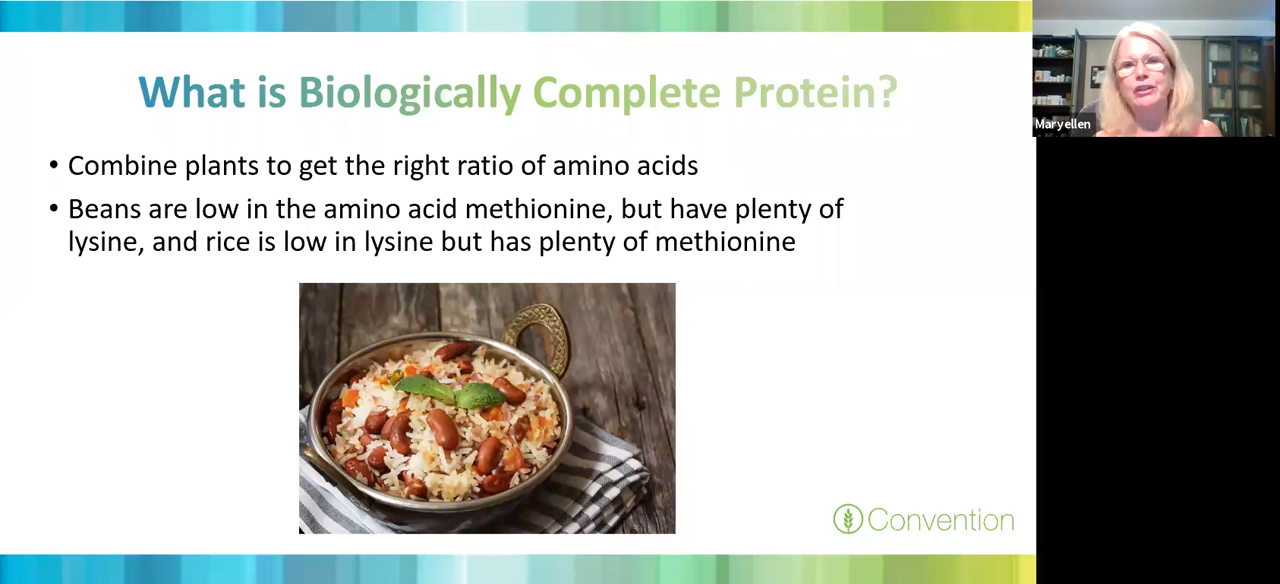 What is Biologically Complete Protein?
• Combine plants to get the right ratio of amino acids
• Beans are low in the amino acid methionine, but have plenty of
lysine, and rice is low in lysine but has plenty of methionine
Maryellen
Convention